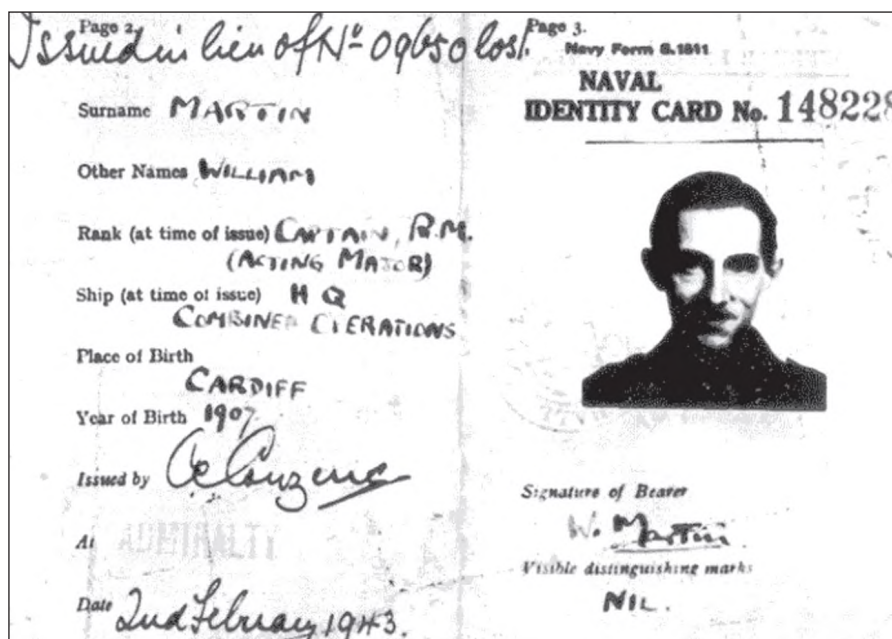 Page 2.
Issued in lieu of No 09650 lost.
Surname MARTIN
Other Names WILLIAM
Rank (at time of issue) CAPTAIN, R.M.
(ACTING MAJOR)
Ship (at time of issue) H Q
COMBINED OPERATIONS
Place of Birth
CARDIFF
Year of Birth 1907
Issued by
At ADMIRALTY
Date 2nd February 1943.
Page 3.
Navy Form S.1511
NAVAL
IDENTITY CARD No. 148228
Signature of Bearer
W. Martin
Visible distinguishing marks
NIL.